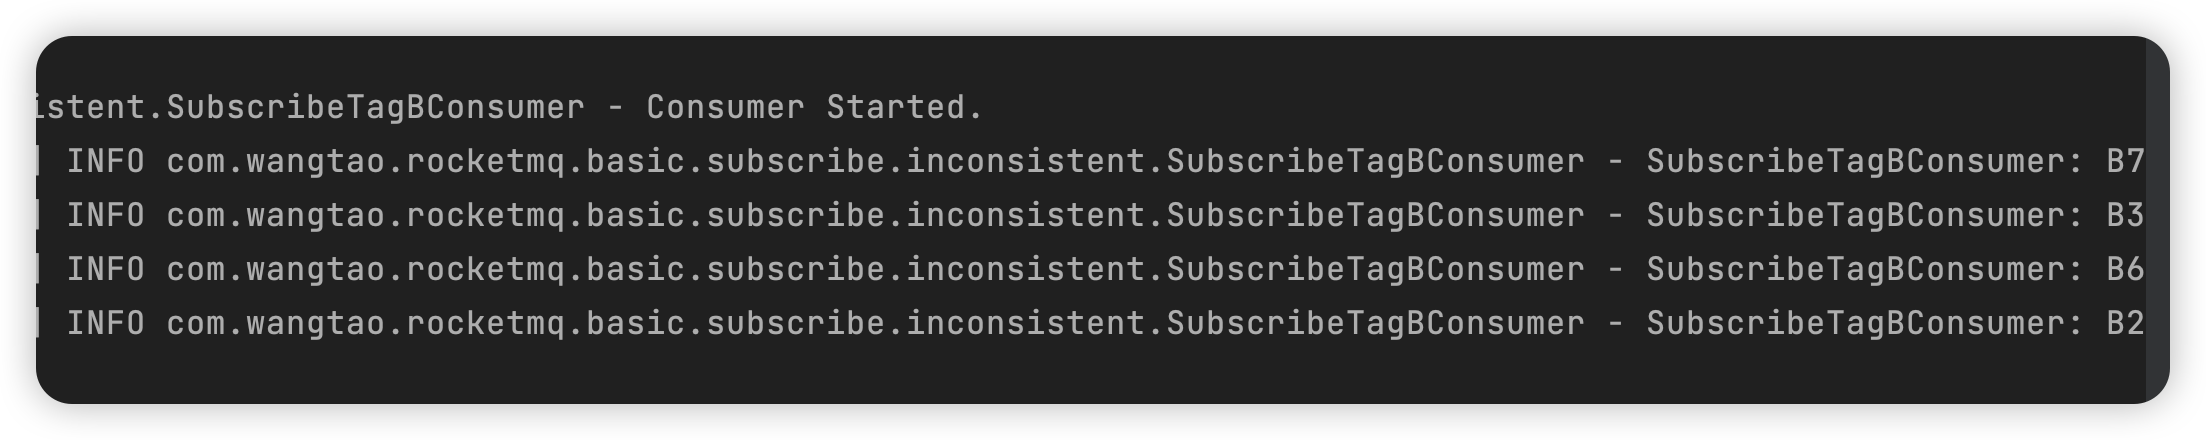 istent.SubscribeTagBConsumer - Consumer Started.
] INFO com.wangtao.rocketmq.basic.subscribe.inconsistent.SubscribeTagBConsumer - SubscribeTagBConsumer: B7
] INFO com.wangtao.rocketmq.basic.subscribe.inconsistent.SubscribeTagBConsumer - SubscribeTagBConsumer: B3
] INFO com.wangtao.rocketmq.basic.subscribe.inconsistent.SubscribeTagBConsumer - SubscribeTagBConsumer: B6
] INFO com.wangtao.rocketmq.basic.subscribe.inconsistent.SubscribeTagBConsumer - SubscribeTagBConsumer: B2